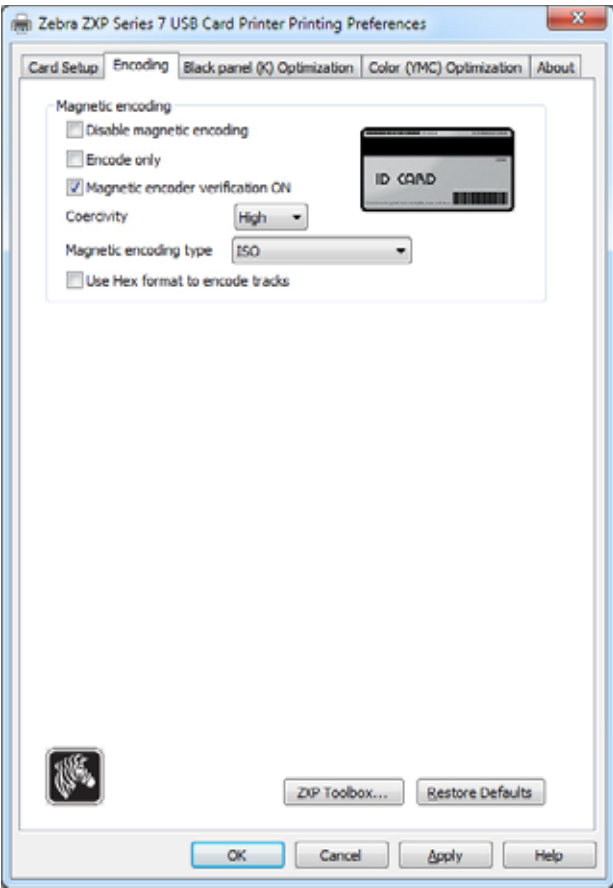 Zebra ZXP Series 7 USB Card Printer Printing Preferences
Card Setup Encoding Black panel (K) Optimization Color (YMC) Optimization About
Magnetic encoding
Disable magnetic encoding
Encode only
Magnetic encoder verification ON
ID CARD
Coercivity High
Magnetic encoding type ISO
Use Hex format to encode tracks
ZXP Toolbox... Restore Defaults
OK Cancel Apply Help